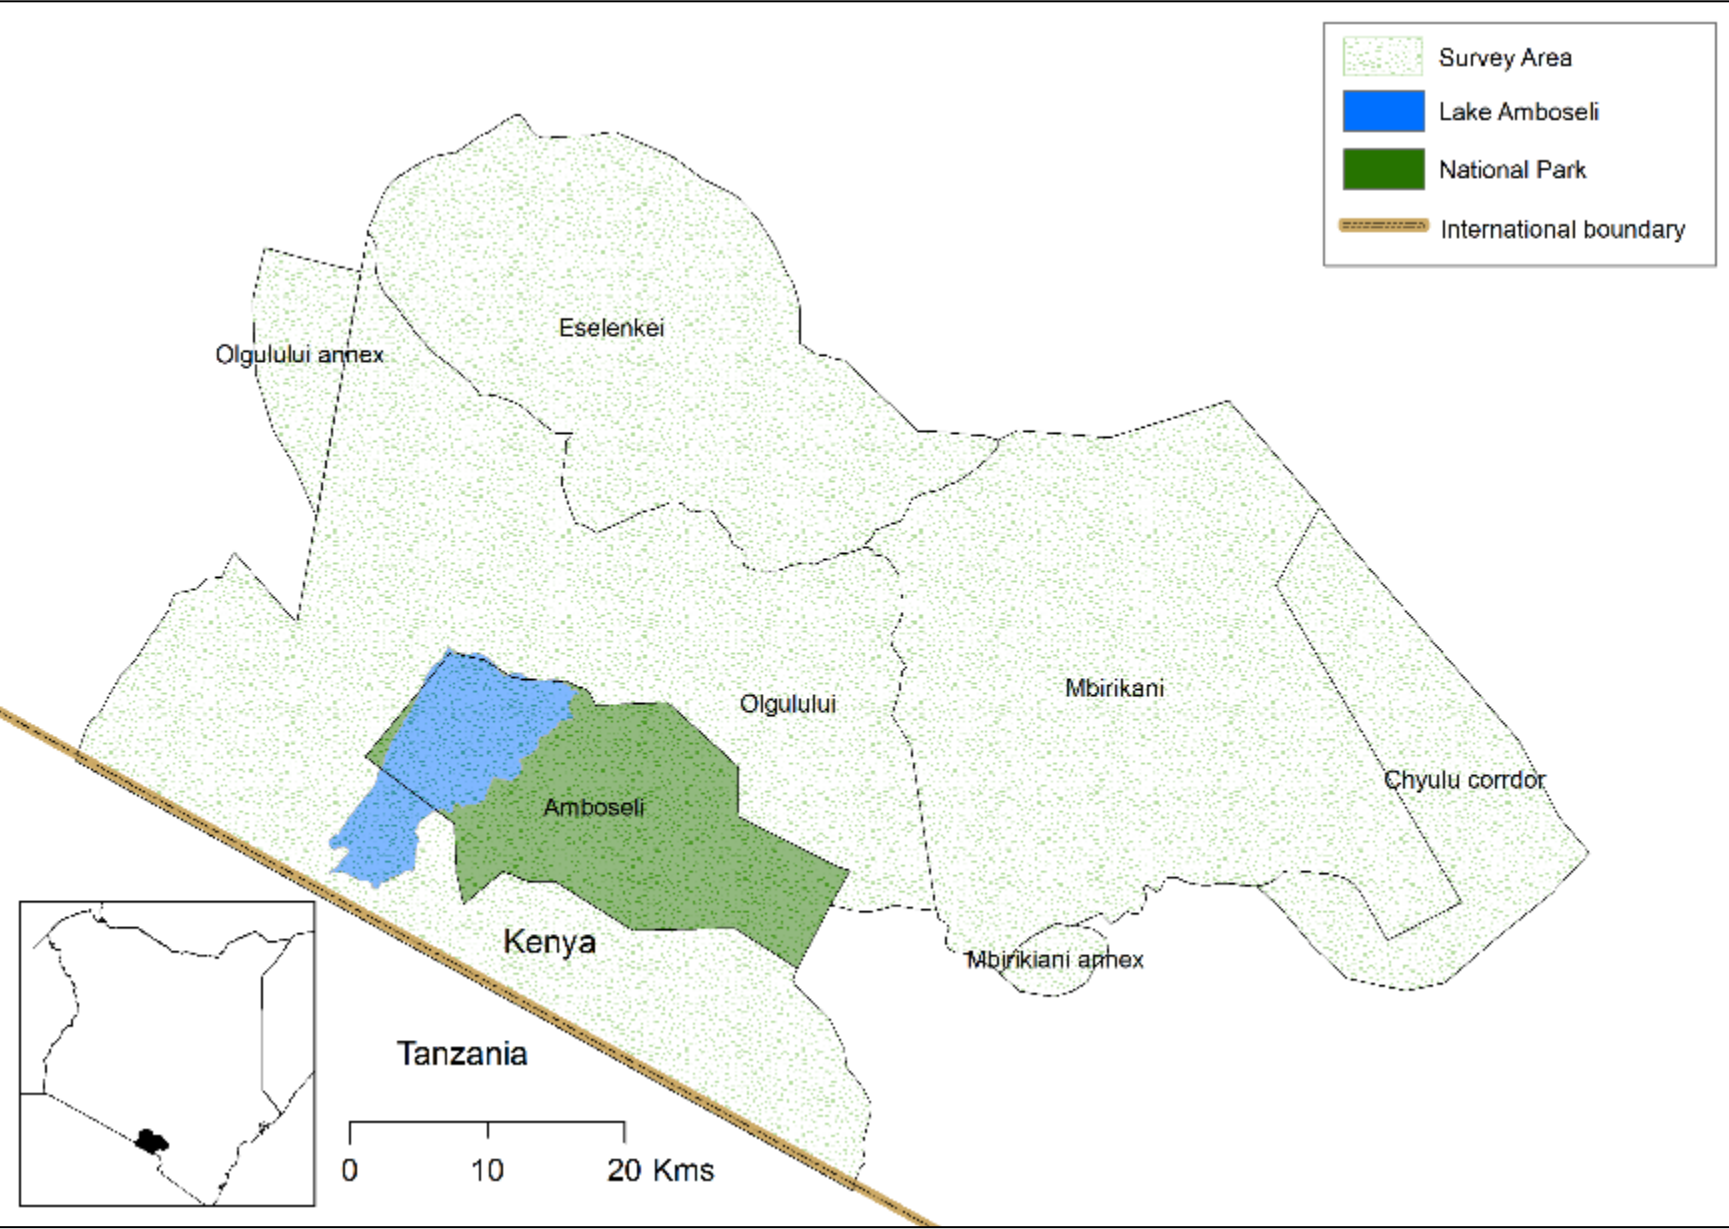 Survey Area
Lake Amboseli
National Park
International boundary
Eselenkei
Olgulului annex
Mbirikani
Olgulului
Chyulu corrdor
Amboseli
Kenya
Mbirikiani annex
Tanzania
0 10 20 Kms